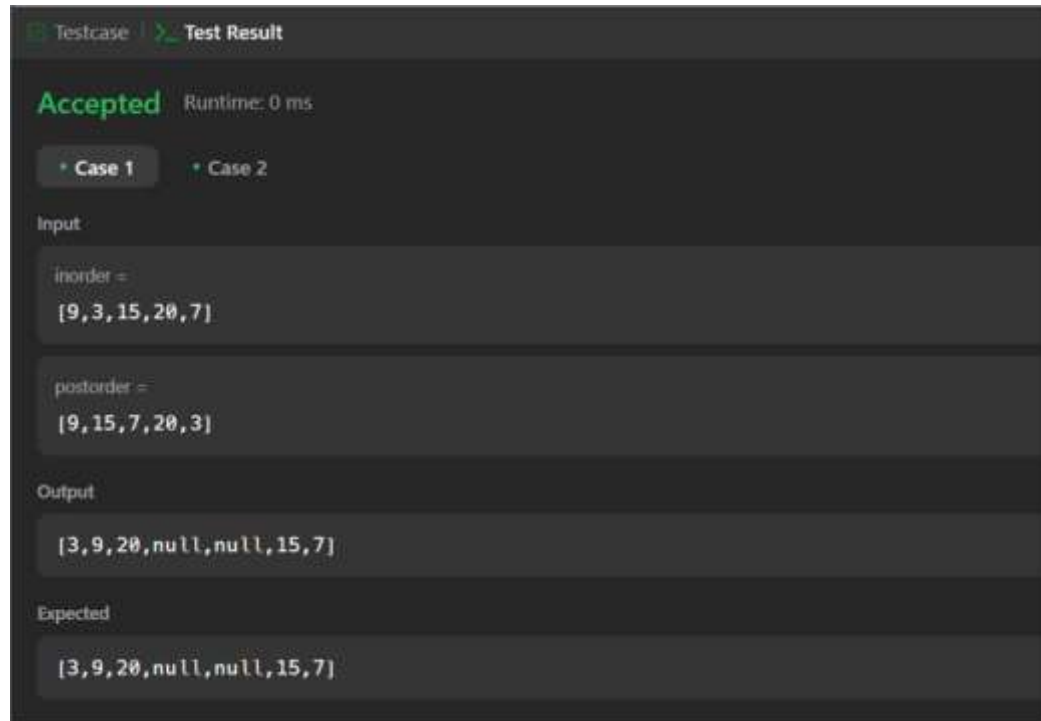 Testcase | >_ Test Result
Accepted Runtime: 0 ms
• Case 1 • Case 2
Input
inorder =
[9,3,15,20,7]
postorder =
[9,15,7,20,3]
Output
[3,9,20,null,null,15,7]
Expected
[3,9,20,null,null,15,7]